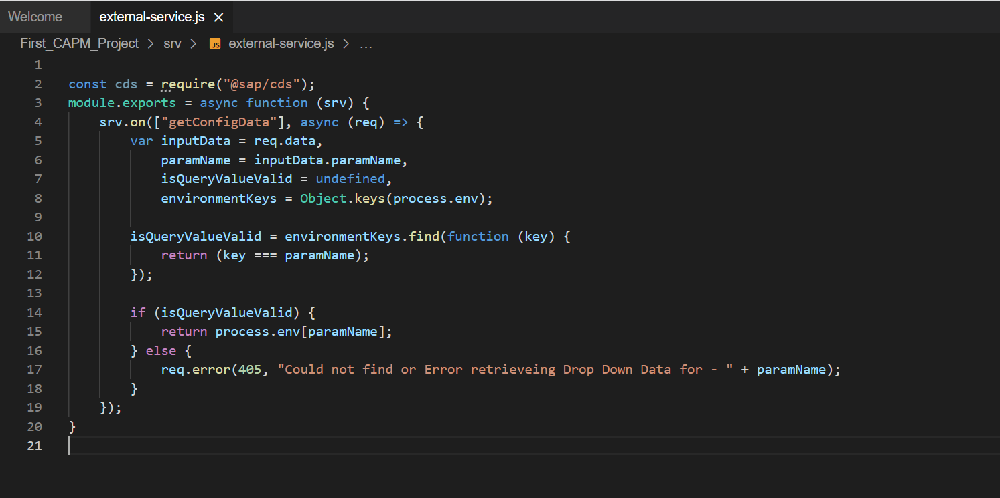 Welcome
external-service.js ×
First_CAPM_Project > srv > JS external-service.js > ...
1
2 const cds = require("@sap/cds");
3 module.exports = async function (srv) {
4     srv.on(["getConfigData"], async (req) => {
5         var inputData = req.data,
6             paramName = inputData.paramName,
7             isQueryValueValid = undefined,
8             environmentKeys = Object.keys(process.env);
9
10         isQueryValueValid = environmentKeys.find(function (key) {
11             return (key === paramName);
12         });
13
14         if (isQueryValueValid) {
15             return process.env[paramName];
16         } else {
17             req.error(405, "Could not find or Error retrieveing Drop Down Data for - " + paramName);
18         }
19     });
20 }
21